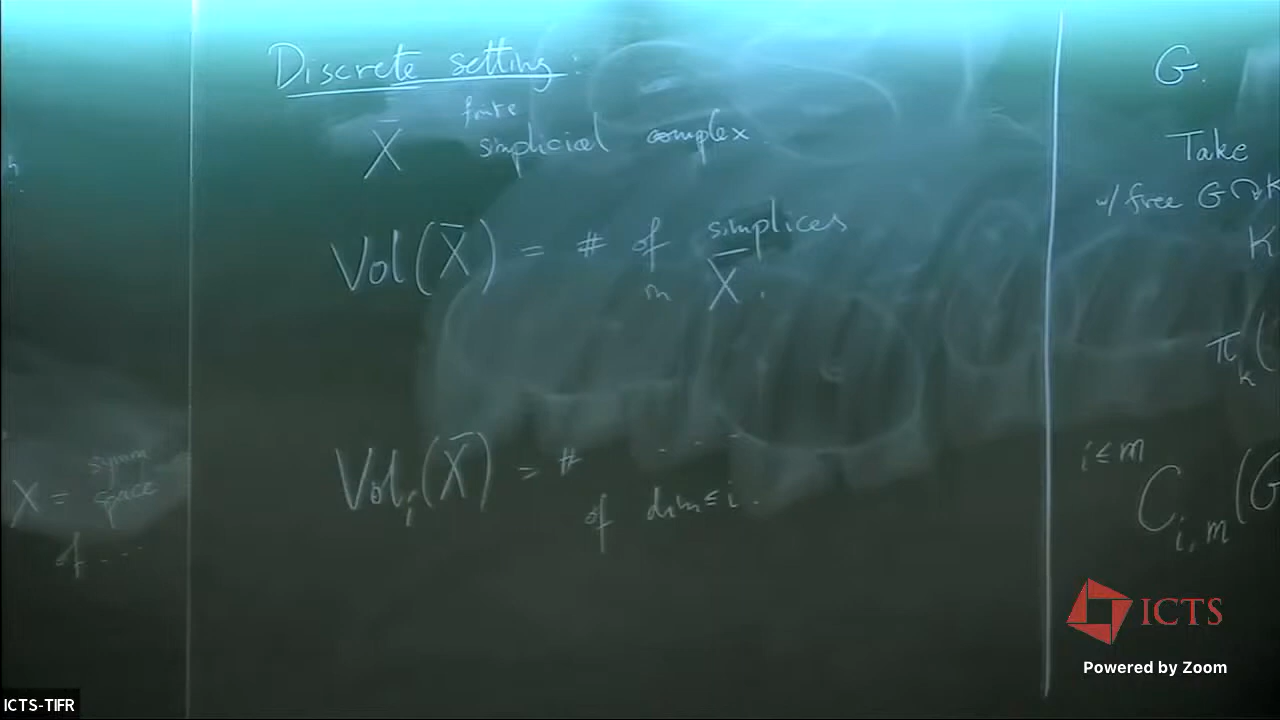 Discrete setting:
X̄ finite simplicial complex.
Vol(X̄) = # of simplices
in X̄.
Vol_i(X̄) = # ...
of dim ≤ i.
X = symm space
of ...
G.
Take
w/ free G ↷ K
K
π_k (
i ≤ m
C_{i,m}(G
ICTS
Powered by Zoom
ICTS-TIFR